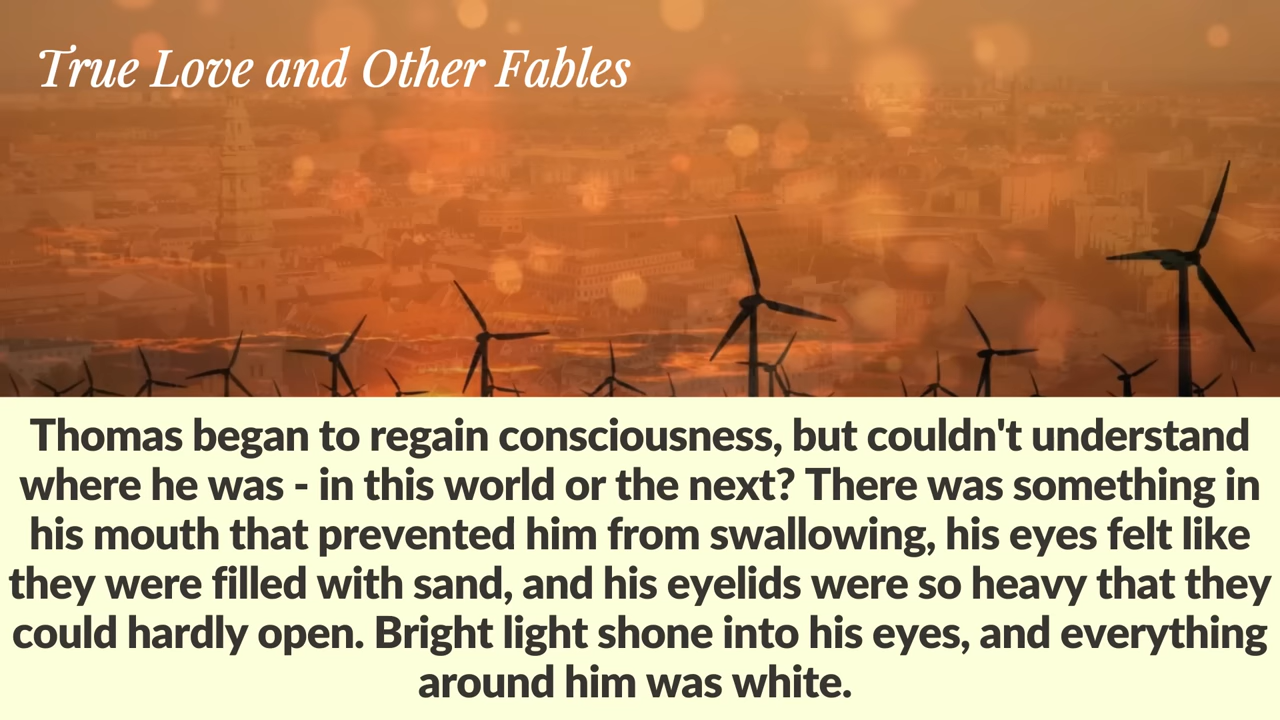 True Love and Other Fables
Thomas began to regain consciousness, but couldn't understand
where he was - in this world or the next? There was something in
his mouth that prevented him from swallowing, his eyes felt like
they were filled with sand, and his eyelids were so heavy that they
could hardly open. Bright light shone into his eyes, and everything
around him was white.